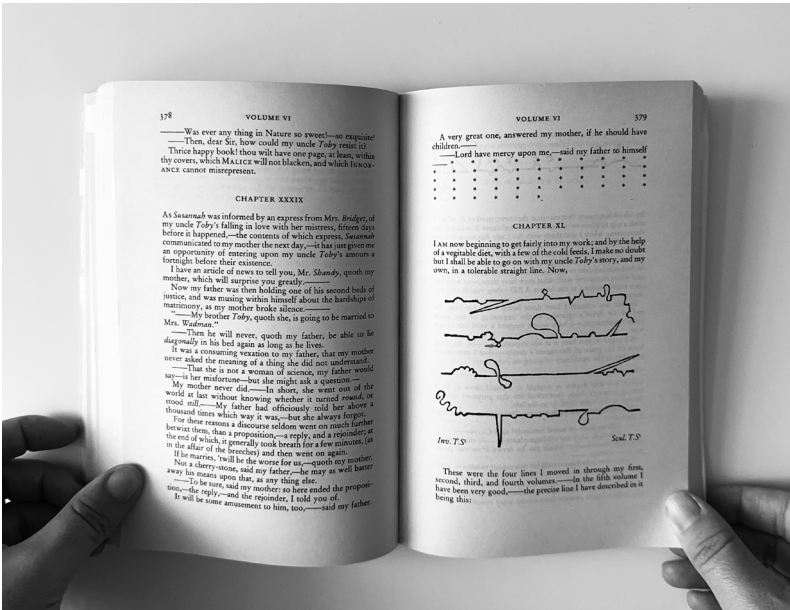 378 VOLUME VI
——Was ever any thing in Nature so sweet!—so exquisite!
——Then, dear Sir, how could my uncle Toby resist it?
Thrice happy book! thou wilt have one page, at least, within
thy covers, which MALICE will not blacken, and which IGNOR-
ANCE cannot misrepresent.
CHAPTER XXXIX
As Susannah was informed by an express from Mrs. Bridget, of
my uncle Toby's falling in love with her mistress, fifteen days
before it happened,—the contents of which express, Susannah
communicated to my mother the next day,—it has just given me
an opportunity of entering upon my uncle Toby's amours a
fortnight before their existence.
I have an article of news to tell you, Mr. Shandy, quoth my
mother, which will surprise you greatly.——
Now my father was then holding one of his second beds of
justice, and was musing within himself about the hardships of
matrimony, as my mother broke silence.——
"—My brother Toby, quoth she, is going to be married to
Mrs. Wadman."
——Then he will never, quoth my father, be able to lie
diagonally in his bed again as long as he lives.
It was a consuming vexation to my father, that my mother
never asked the meaning of a thing she did not understand.
——That she is not a woman of science, my father would
say—is her misfortune—but she might ask a question.—
My mother never did.——In short, she went out of the
world at last without knowing whether it turned round, or
stood still.——My father had officiously told her above a
thousand times which way it was,—but she always forgot.
For these reasons a discourse seldom went on much further
betwixt them, than a proposition,—a reply, and a rejoinder; at
the end of which, it generally took breath for a few minutes, (as
in the affair of the breeches) and then went on again.
If he marries, 'twill be the worse for us,—quoth my mother.
Not a cherry-stone, said my father,—he may as well batter
away his means upon that, as any thing else.
——To be sure, said my mother: so here ended the proposi-
tion,—the reply,—and the rejoinder, I told you of.
It will be some amusement to him, too,——said my father.
VOLUME VI 379
A very great one, answered my mother, if he should have
children.——
——Lord have mercy upon me,—said my father to himself
CHAPTER XL
I AM now beginning to get fairly into my work; and by the help
of a vegitable diet, with a few of the cold feeds, I make no doubt
but I shall be able to go on with my uncle Toby's story, and my
own, in a tolerable straight line. Now,
Inv. T.S Scul. T.S
These were the four lines I moved in through my first,
second, third, and fourth volumes.——In the fifth volume I
have been very good,——the precise line I have described in it
being this: